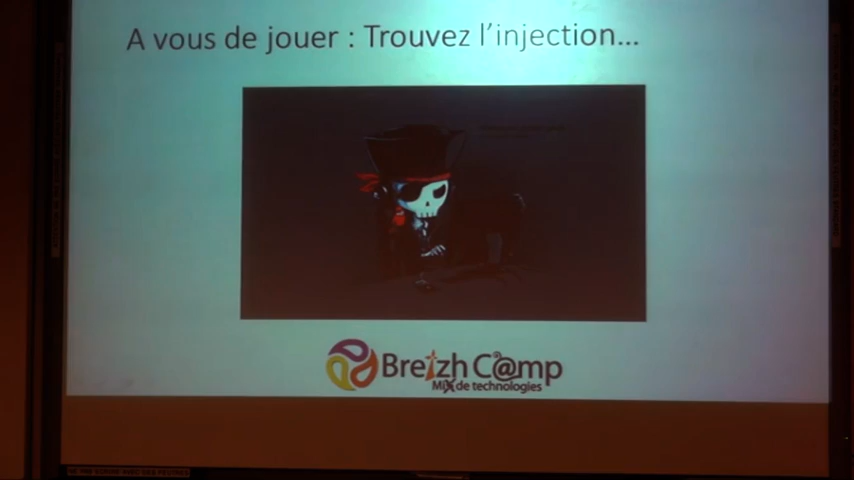 A vous de jouer : Trouvez l'injection...
Breizh C@mp
MiX de technologies